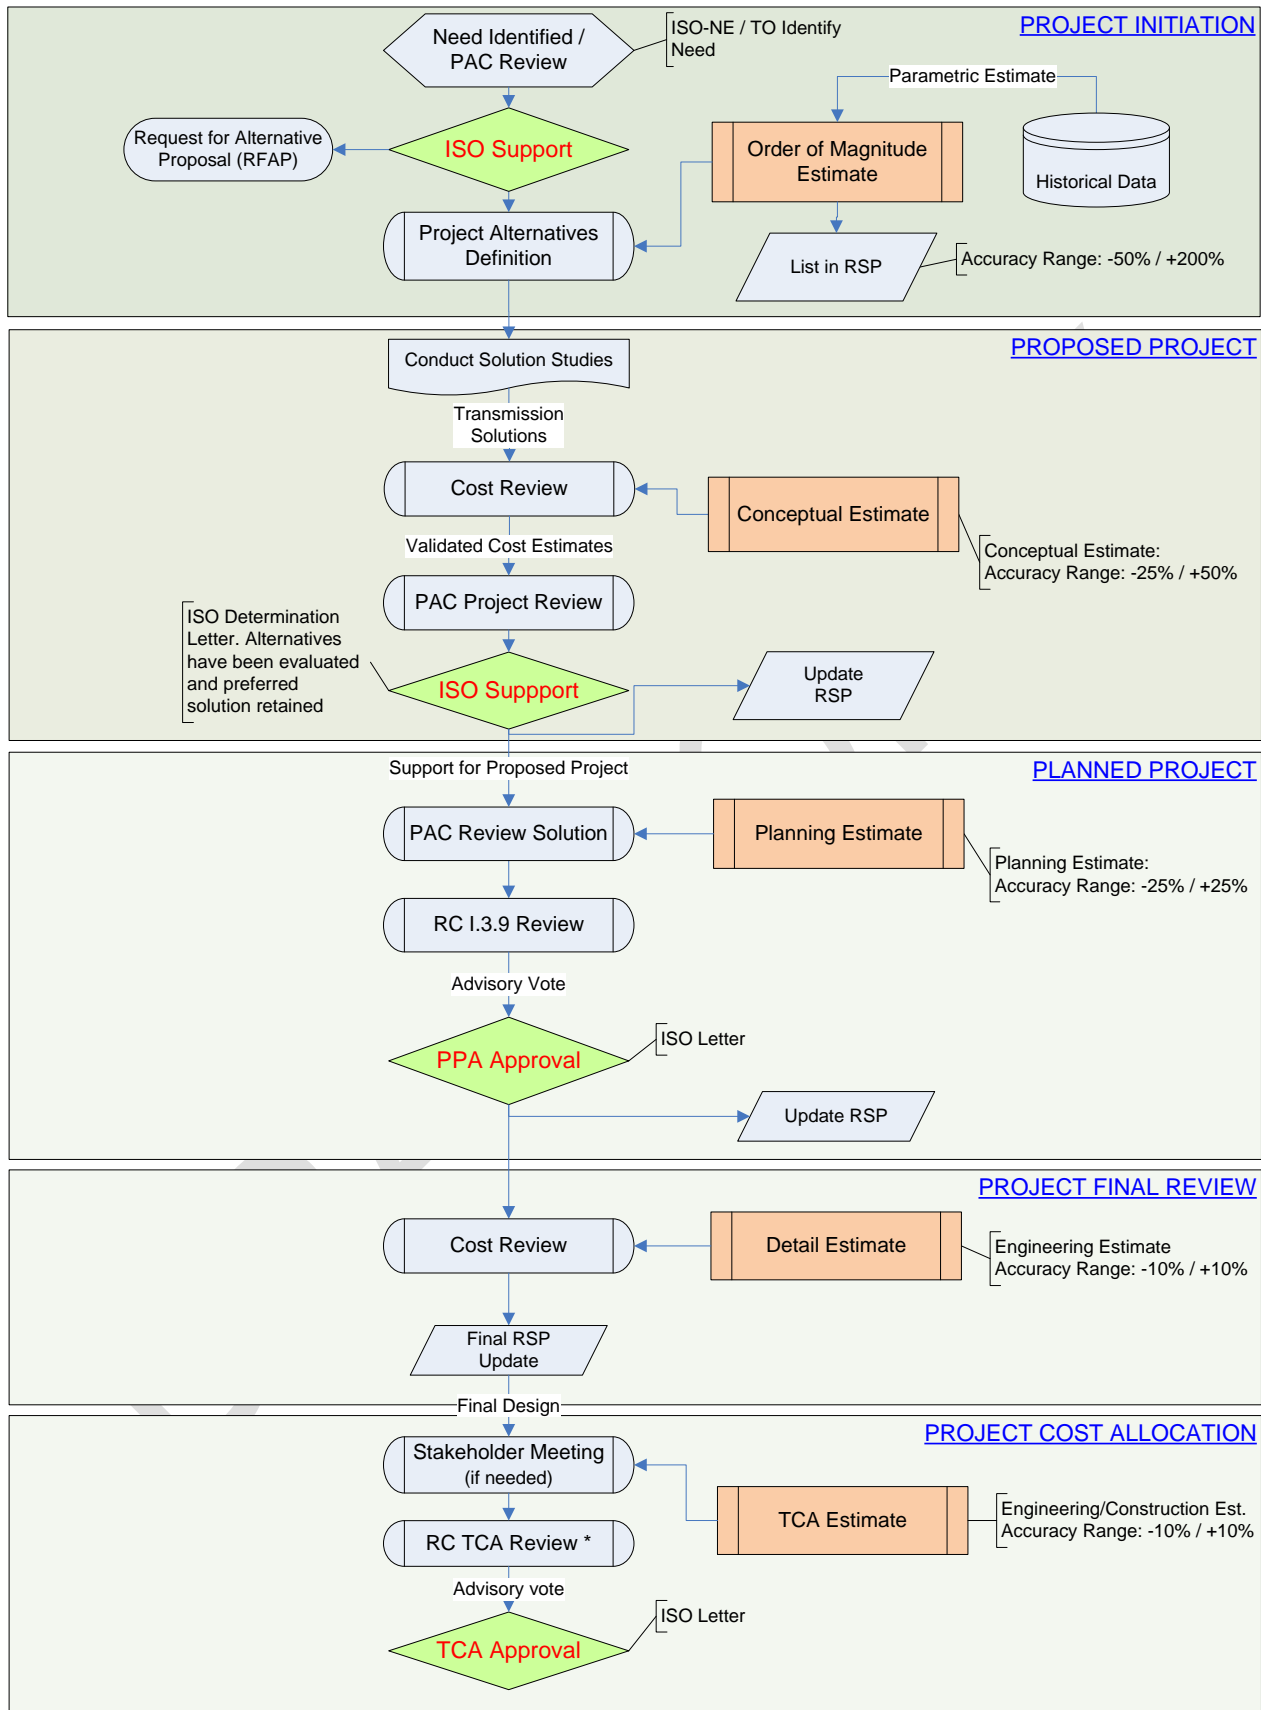 PROJECT INITIATION
Need Identified /
PAC Review
ISO-NE / TO Identify
Need
Parametric Estimate
Request for Alternative
Proposal (RFAP)
ISO Support
Order of Magnitude
Estimate
Historical Data
Project Alternatives
Definition
List in RSP
Accuracy Range: -50% / +200%
PROPOSED PROJECT
Conduct Solution Studies
Transmission
Solutions
Cost Review
Conceptual Estimate
Validated Cost Estimates
Conceptual Estimate:
Accuracy Range: -25% / +50%
PAC Project Review
ISO Determination
Letter. Alternatives
have been evaluated
and preferred
solution retained
ISO Suppport
Update
RSP
PLANNED PROJECT
Support for Proposed Project
PAC Review Solution
Planning Estimate
Planning Estimate:
Accuracy Range: -25% / +25%
RC I.3.9 Review
Advisory Vote
PPA Approval
ISO Letter
Update RSP
PROJECT FINAL REVIEW
Cost Review
Detail Estimate
Engineering Estimate
Accuracy Range: -10% / +10%
Final RSP
Update
Final Design
PROJECT COST ALLOCATION
Stakeholder Meeting
(if needed)
TCA Estimate
Engineering/Construction Est.
Accuracy Range: -10% / +10%
RC TCA Review *
Advisory vote
TCA Approval
ISO Letter